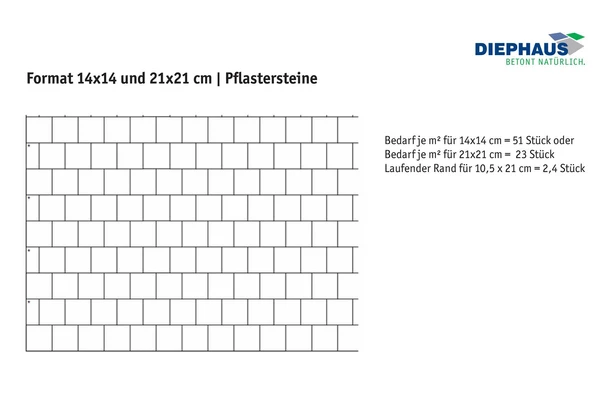 DIEPHAUS
BETONT NATÜRLICH.
Format 14x14 und 21x21 cm | Pflastersteine
Bedarf je m² für 14x14 cm = 51 Stück oder
Bedarf je m² für 21x21 cm = 23 Stück
Laufender Rand für 10,5 x 21 cm = 2,4 Stück
*
*
*
*